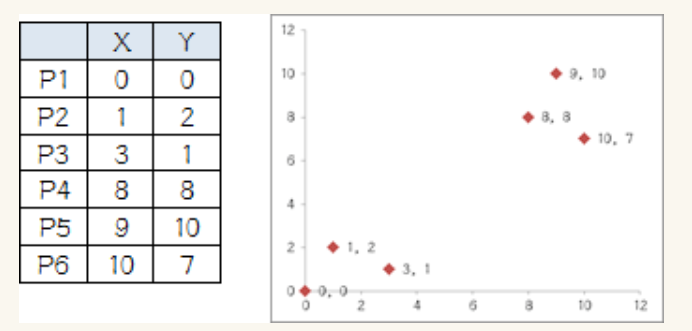 X Y
P1 0 0
P2 1 2
P3 3 1
P4 8 8
P5 9 10
P6 10 7
12
10
9, 10
8
8, 8
10, 7
6
4
2
1, 2
3, 1
0
0, 0
0 2 4 6 8 10 12